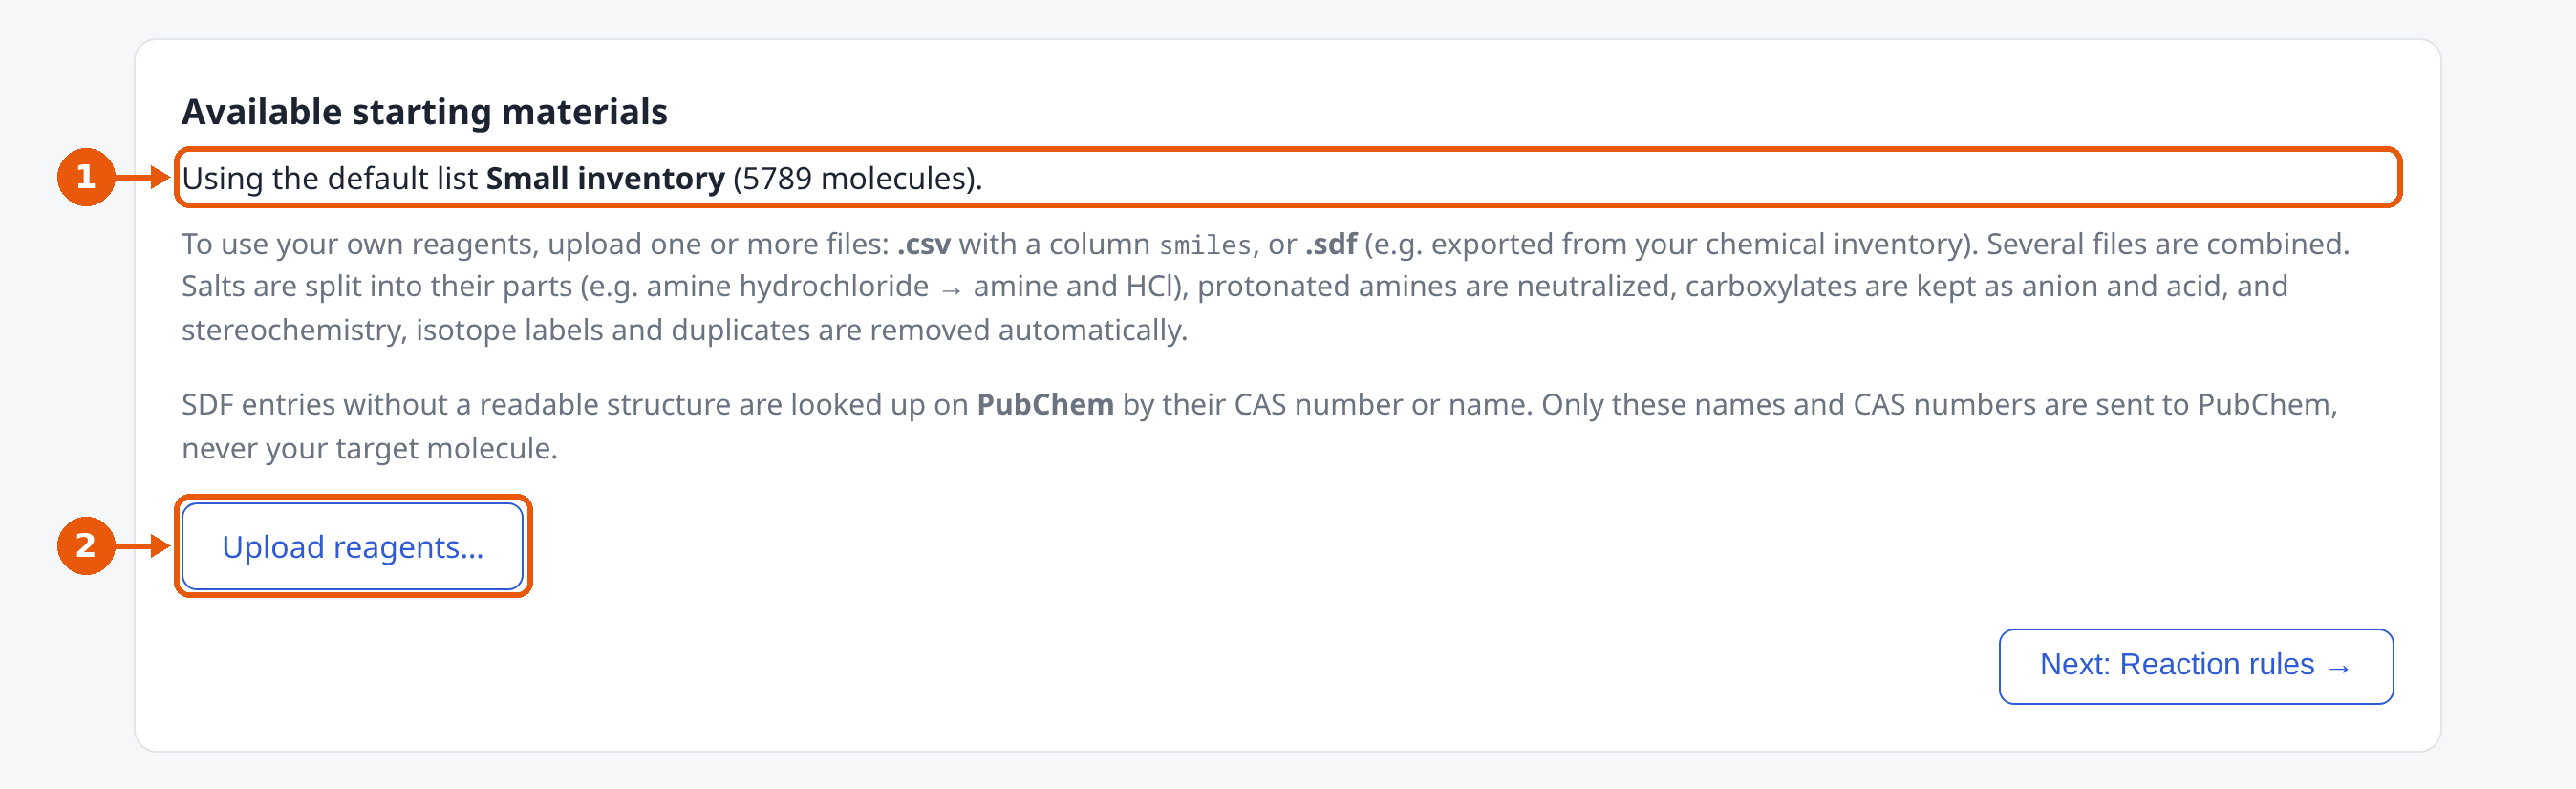 Available starting materials
1
Using the default list Small inventory (5789 molecules).
To use your own reagents, upload one or more files: .csv with a column smiles, or .sdf (e.g. exported from your chemical inventory). Several files are combined.
Salts are split into their parts (e.g. amine hydrochloride → amine and HCl), protonated amines are neutralized, carboxylates are kept as anion and acid, and
stereochemistry, isotope labels and duplicates are removed automatically.
SDF entries without a readable structure are looked up on PubChem by their CAS number or name. Only these names and CAS numbers are sent to PubChem,
never your target molecule.
2
Upload reagents...
Next: Reaction rules →